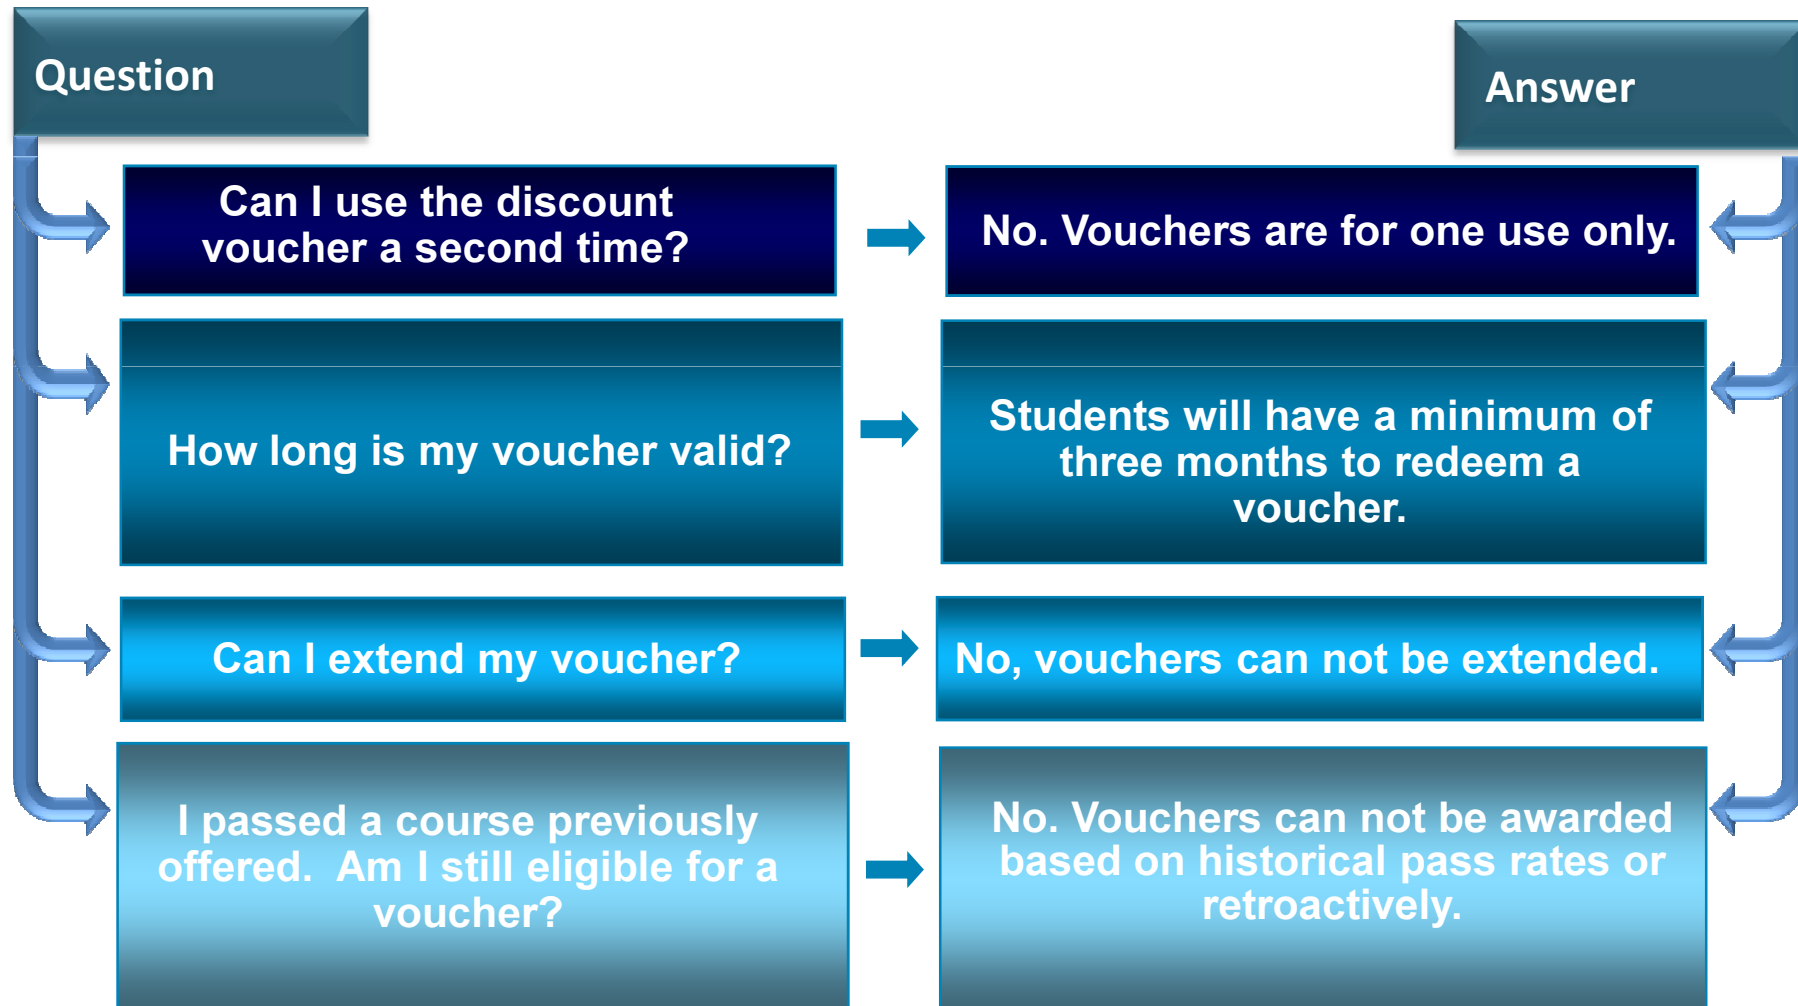 Question
Answer
Can I use the discount
voucher a second time?
No. Vouchers are for one use only.
How long is my voucher valid?
Students will have a minimum of
three months to redeem a
voucher.
Can I extend my voucher?
No, vouchers can not be extended.
I passed a course previously
offered.  Am I still eligible for a
voucher?
No. Vouchers can not be awarded
based on historical pass rates or
retroactively.